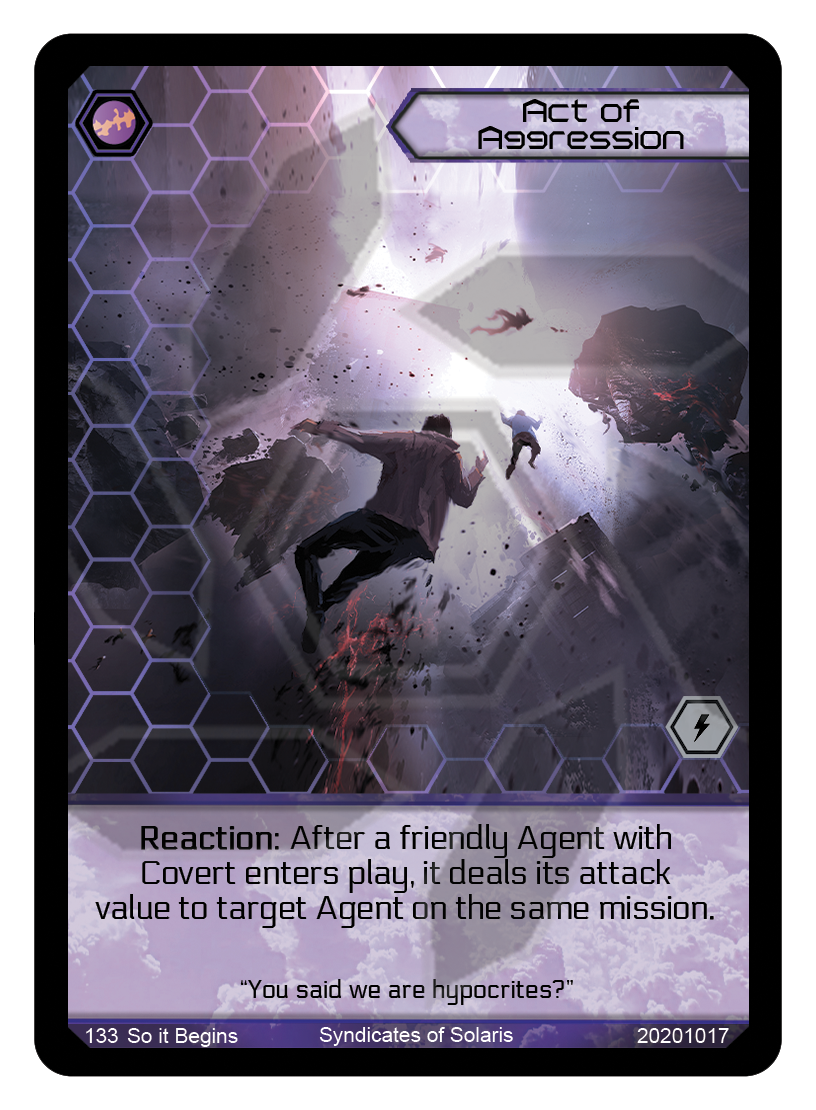 Act of
Aggression
Reaction: After a friendly Agent with
Covert enters play, it deals its attack
value to target Agent on the same mission.
“You said we are hypocrites?”
133 So it Begins Syndicates of Solaris 20201017